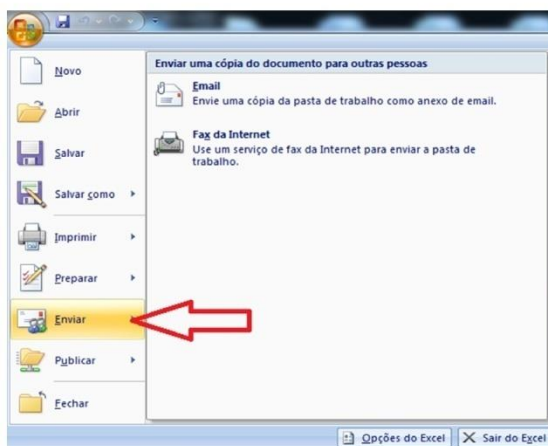 Novo
Abrir
Salvar
Salvar como
Imprimir
Preparar
Enviar
Publicar
Fechar
Enviar uma cópia do documento para outras pessoas
Email
Envie uma cópia da pasta de trabalho como anexo de email.
Fax da Internet
Use um serviço de fax da Internet para enviar a pasta de
trabalho.
Opções do Excel
Sair do Excel